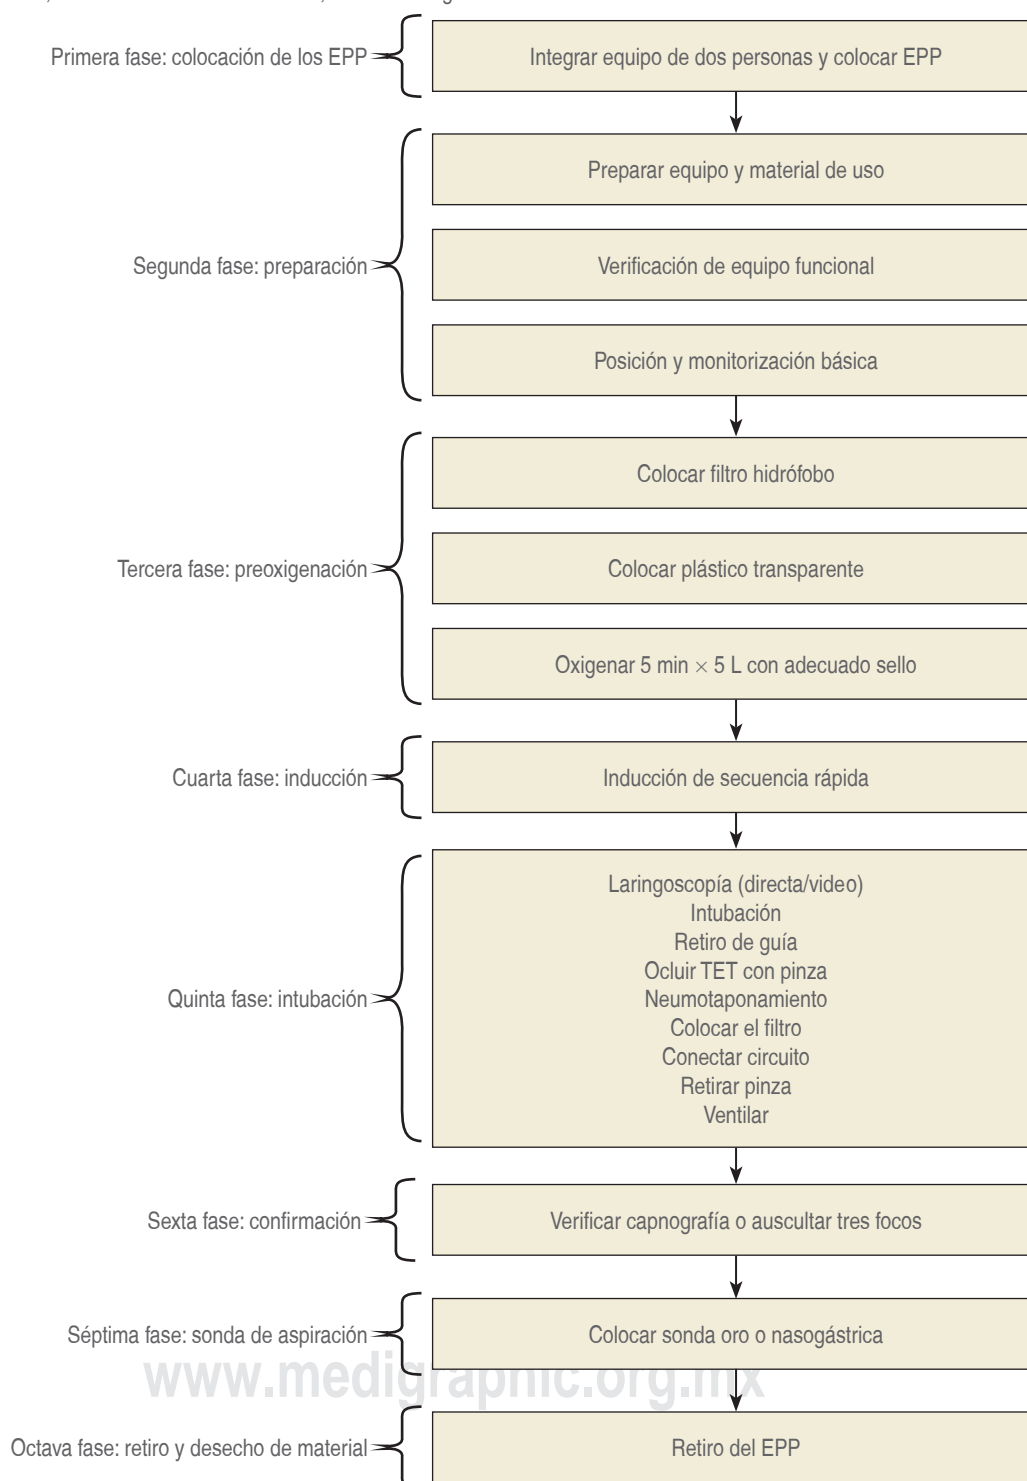 Primera fase: colocación de los EPP
Integrar equipo de dos personas y colocar EPP
Segunda fase: preparación
Preparar equipo y material de uso
Verificación de equipo funcional
Posición y monitorización básica
Tercera fase: preoxigenación
Colocar filtro hidrófobo
Colocar plástico transparente
Oxigenar 5 min × 5 L con adecuado sello
Cuarta fase: inducción
Inducción de secuencia rápida
Quinta fase: intubación
Laringoscopía (directa/video)
Intubación
Retiro de guía
Ocluir TET con pinza
Neumotaponamiento
Colocar el filtro
Conectar circuito
Retirar pinza
Ventilar
Sexta fase: confirmación
Verificar capnografía o auscultar tres focos
Séptima fase: sonda de aspiración
Colocar sonda oro o nasogástrica
www.medigraphic.org.mx
Octava fase: retiro y desecho de material
Retiro del EPP